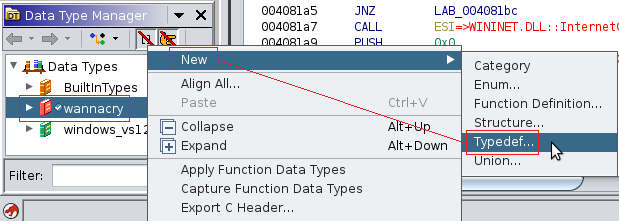 Data Type Manager
Data Types
BuiltInTypes
wannacry
windows_vs12
Filter:
004081a5 JNZ LAB_004081bc
004081a7 CALL ESI=>WININET.DLL::Internet
004081a9 PUSH 0x0
New
Align All...
Paste Ctrl+V
Collapse Alt+Up
Expand Alt+Down
Apply Function Data Types
Capture Function Data Types
Export C Header...
Category
Enum...
Function Definition...
Structure...
Typedef...
Union...